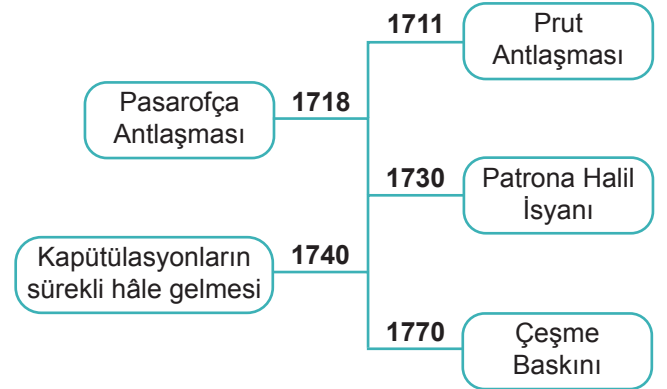 1711
Prut
Antlaşması
Pasarofça
Antlaşması
1718
1730
Patrona Halil
İsyanı
Kapütülasyonların
sürekli hâle gelmesi
1740
1770
Çeşme
Baskını